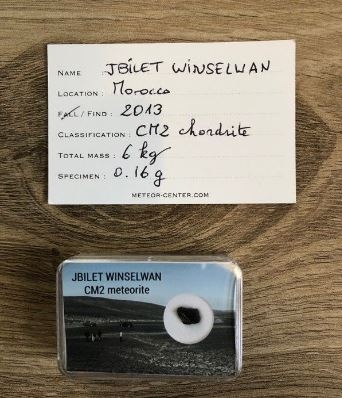 NAME : JBILET WINSELWAN
LOCATION : Morocco
FALL / FIND : 2013
CLASSIFICATION : CM2 chondrite
TOTAL MASS : 6 kg
SPECIMEN : 0.16 g
METEOR-CENTER.COM
JBILET WINSELWAN
CM2 meteorite